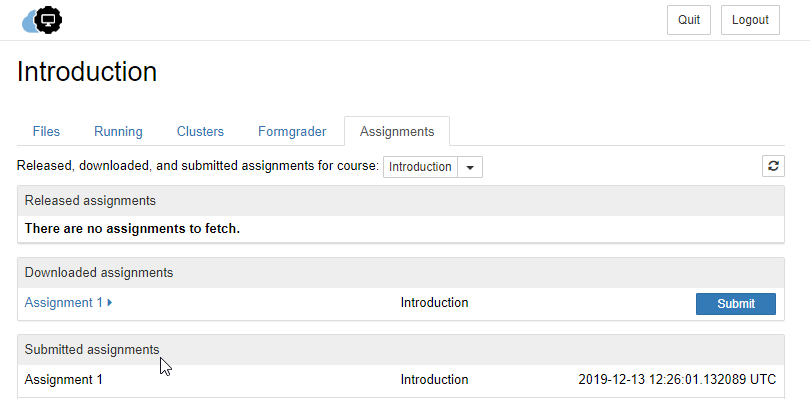 Quit Logout
Introduction
Files Running Clusters Formgrader Assignments
Released, downloaded, and submitted assignments for course: Introduction
Released assignments
There are no assignments to fetch.
Downloaded assignments
Assignment 1 Introduction Submit
Submitted assignments
Assignment 1 Introduction 2019-12-13 12:26:01.132089 UTC